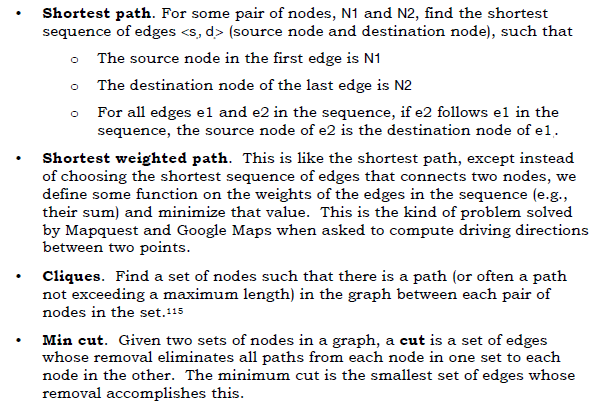 • Shortest path. For some pair of nodes, N1 and N2, find the shortest
sequence of edges <s, d> (source node and destination node), such that
o The source node in the first edge is N1
o The destination node of the last edge is N2
o For all edges e1 and e2 in the sequence, if e2 follows e1 in the
sequence, the source node of e2 is the destination node of e1.
• Shortest weighted path. This is like the shortest path, except instead
of choosing the shortest sequence of edges that connects two nodes, we
define some function on the weights of the edges in the sequence (e.g.,
their sum) and minimize that value. This is the kind of problem solved
by Mapquest and Google Maps when asked to compute driving directions
between two points.
• Cliques. Find a set of nodes such that there is a path (or often a path
not exceeding a maximum length) in the graph between each pair of
nodes in the set.115
• Min cut. Given two sets of nodes in a graph, a cut is a set of edges
whose removal eliminates all paths from each node in one set to each
node in the other. The minimum cut is the smallest set of edges whose
removal accomplishes this.